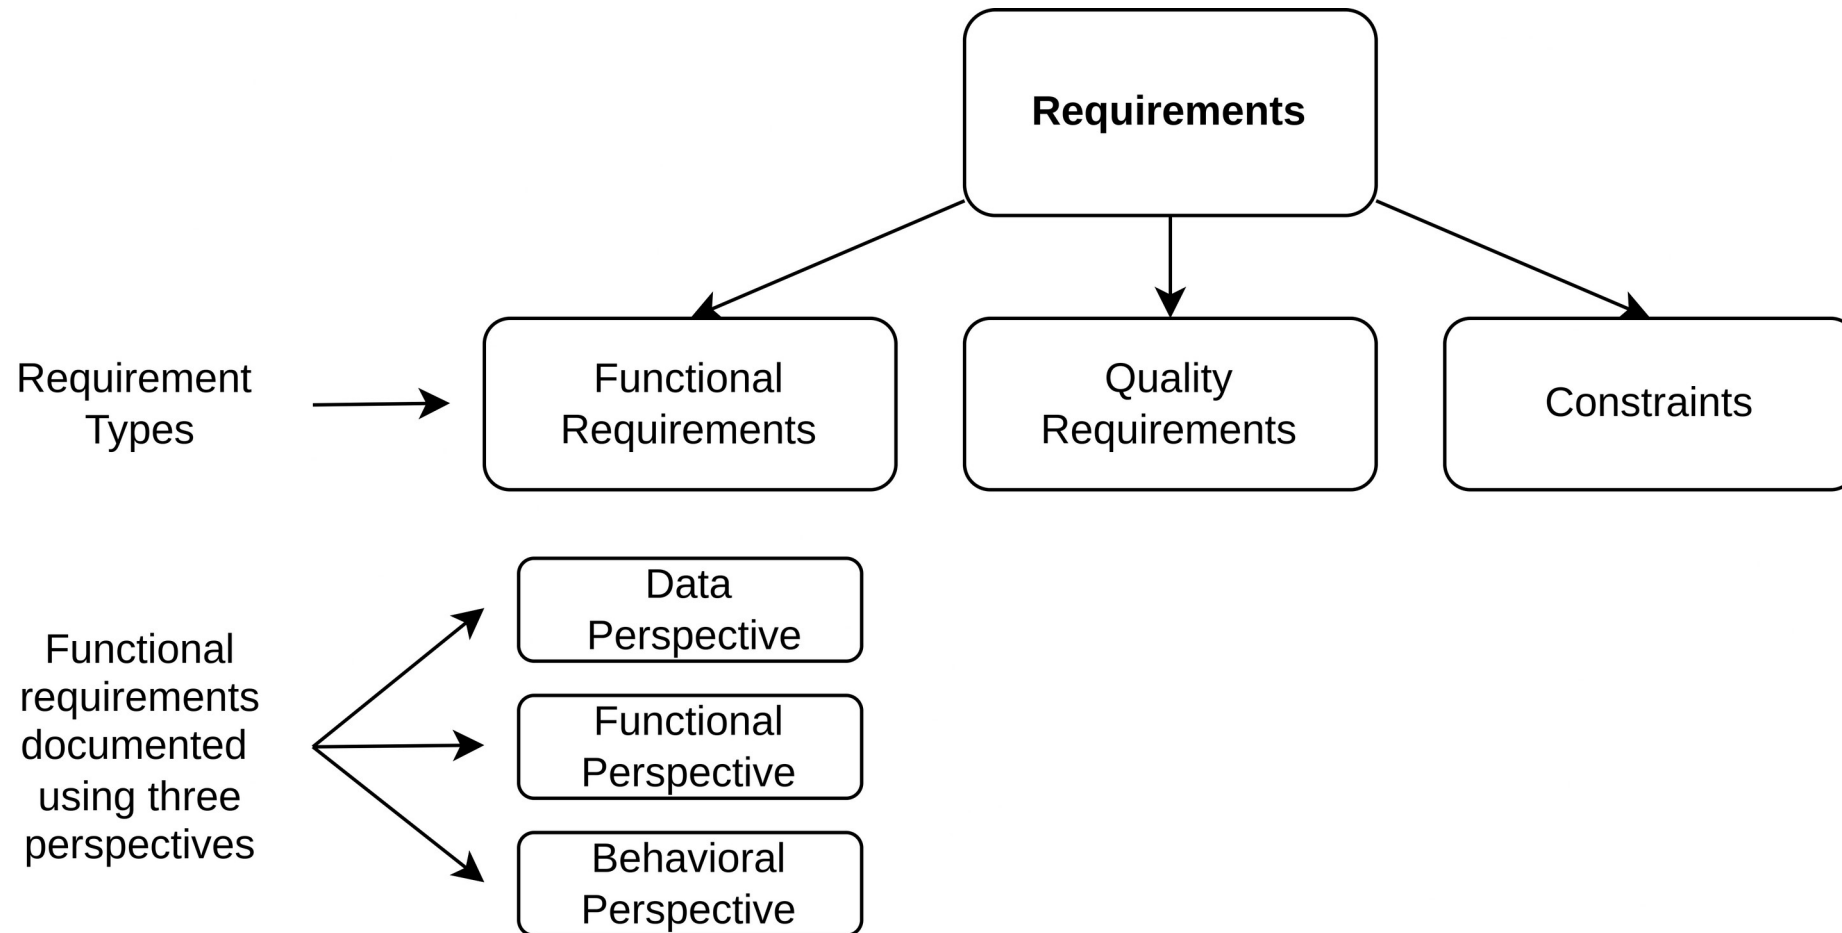 Requirements
Requirement
Types
Functional
Requirements
Quality
Requirements
Constraints
Functional
requirements
documented
using three
perspectives
Data
Perspective
Functional
Perspective
Behavioral
Perspective